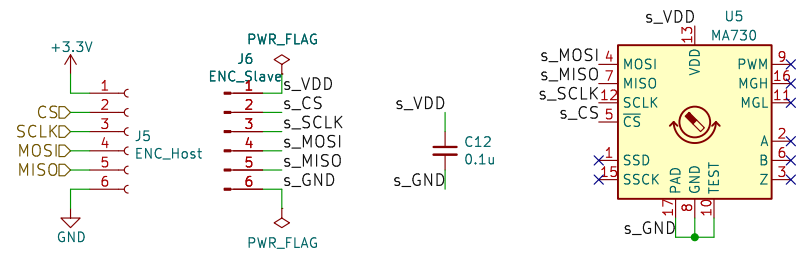 +3.3V
1
CS 2
SCLK 3
MOSI 4
MISO 5
6
J5
ENC_Host
GND
PWR_FLAG
J6
ENC_Slave
1 s_VDD
2 s_CS
3 s_SCLK
4 s_MOSI
5 s_MISO
6 s_GND
PWR_FLAG
s_VDD
C12
0.1u
s_GND
U5
MA730
s_VDD
13
VDD
s_MOSI 4 MOSI
s_MISO 7 MISO
s_SCLK 12 SCLK
s_CS 5 CS
1 SSD
15 SSCK
PWM 9
MGH 16
MGL 11
A 2
B 6
Z 3
PAD GND TEST
17 8 10
s_GND